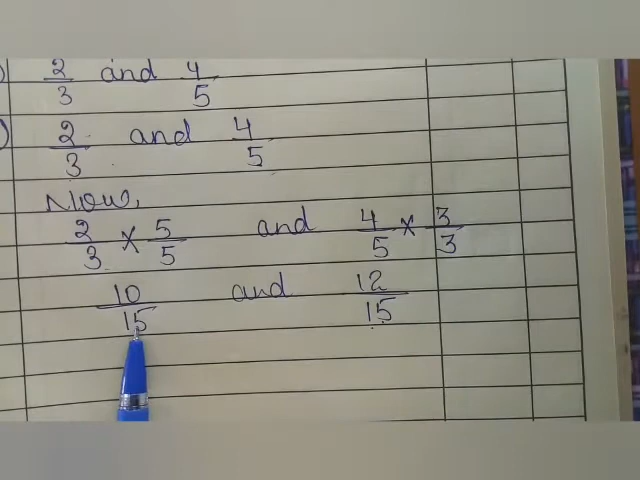 ) 2/3 and 4/5
) 2/3 and 4/5
Now,
2/3 × 5/5 and 4/5 × 3/3
10/15 and 12/15